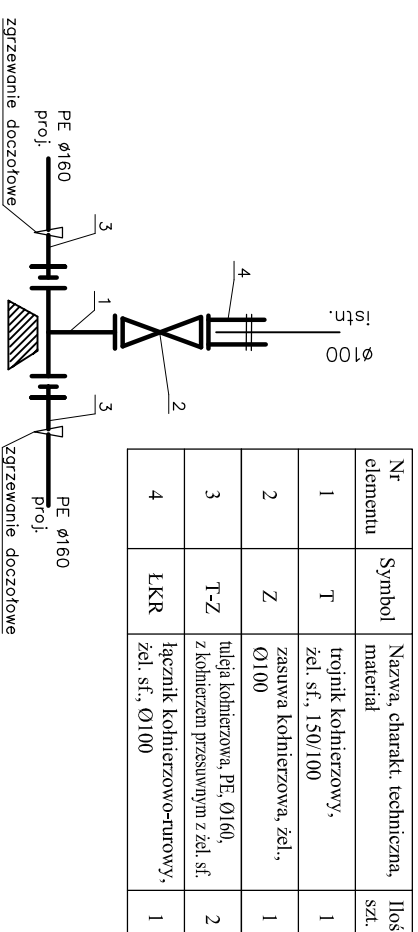 istn.
ø100
4
2
PE ø160
proj.
3
1
3
PE ø160
proj.
zgrzewanie doczołowe
zgrzewanie doczołowe
Nr elementu
Symbol
Nazwa, charakt. techniczna, materiał
Iloś
szt.
1
T
trojnik kołnierzowy,
żel. sf., 150/100
1
2
Z
zasuwa kołnierzowa, żel.,
Ø100
1
3
T-Z
tuleja kołnierzowa, PE, Ø160,
z kołnierzem przesuwnym z żel. sf.
2
4
ŁKR
łącznik kołnierzowo-rurowy,
żel. sf., Ø100
1